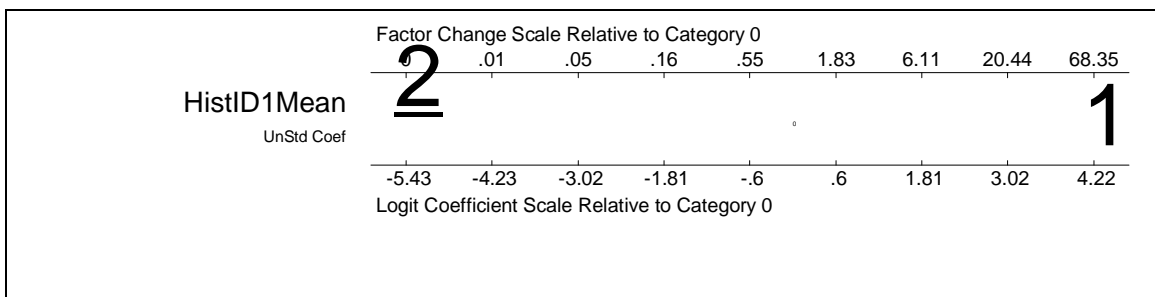 Factor Change Scale Relative to Category 0
0 .01 .05 .16 .55 1.83 6.11 20.44 68.35
2
HistID1Mean
1
0
UnStd Coef
-5.43 -4.23 -3.02 -1.81 -.6 .6 1.81 3.02 4.22
Logit Coefficient Scale Relative to Category 0